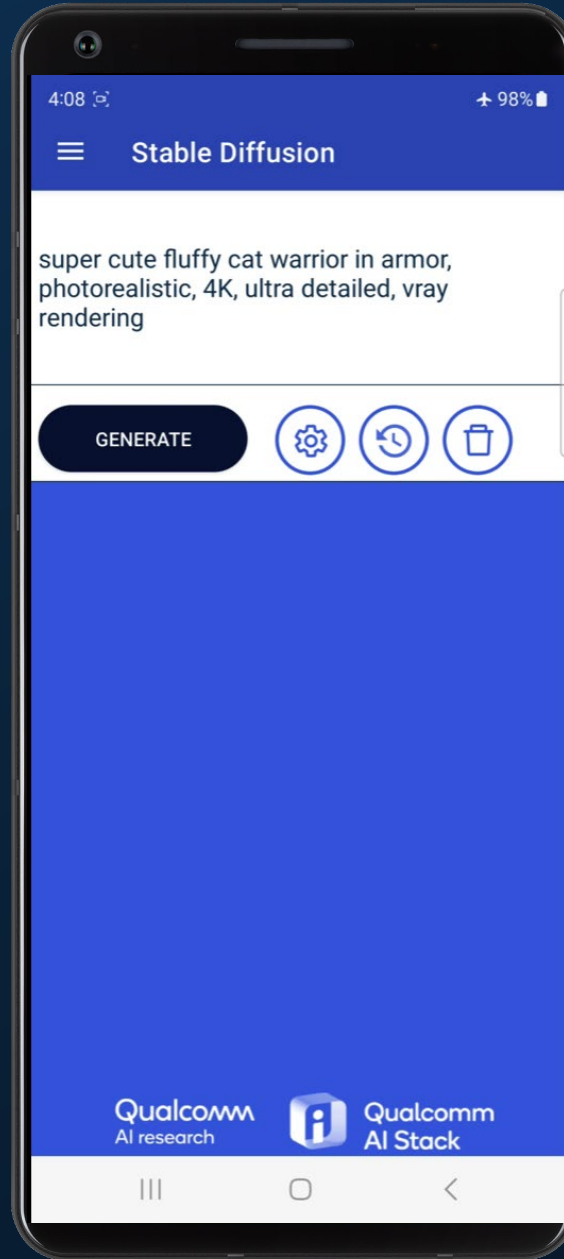 4:08 98%
Stable Diffusion
super cute fluffy cat warrior in armor,
photorealistic, 4K, ultra detailed, vray
rendering
GENERATE
Qualcomm
AI research
Qualcomm
AI Stack